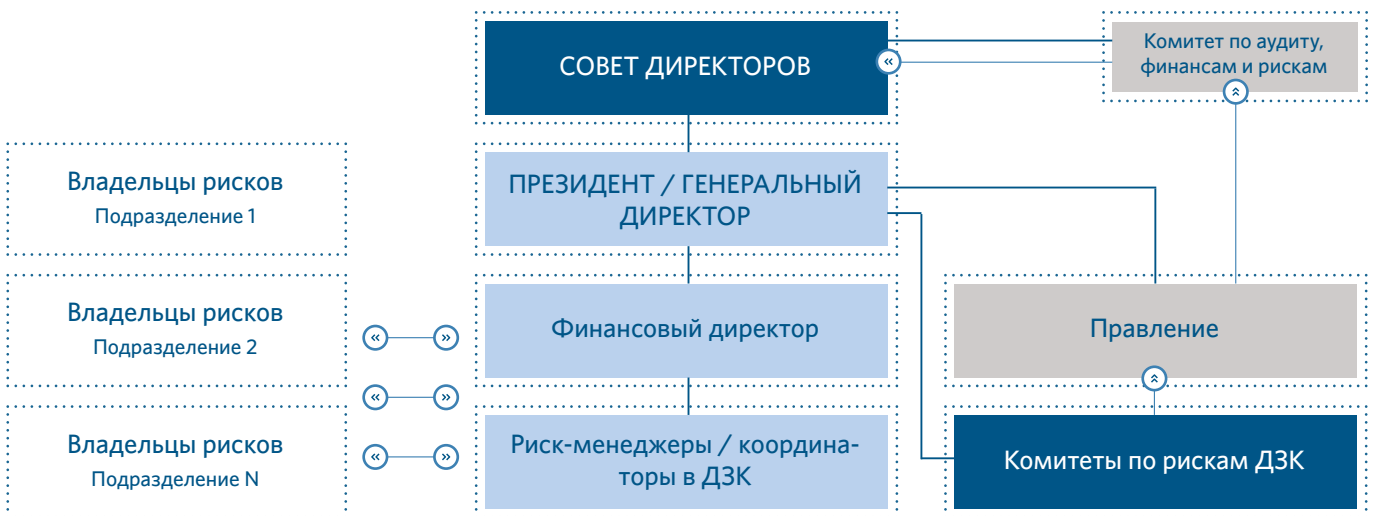 СОВЕТ ДИРЕКТОРОВ
Комитет по аудиту,
финансам и рискам
Владельцы рисков
Подразделение 1
ПРЕЗИДЕНТ / ГЕНЕРАЛЬНЫЙ
ДИРЕКТОР
Владельцы рисков
Подразделение 2
Финансовый директор
Правление
Владельцы рисков
Подразделение N
Риск-менеджеры / координа-
торы в ДЗК
Комитеты по рискам ДЗК